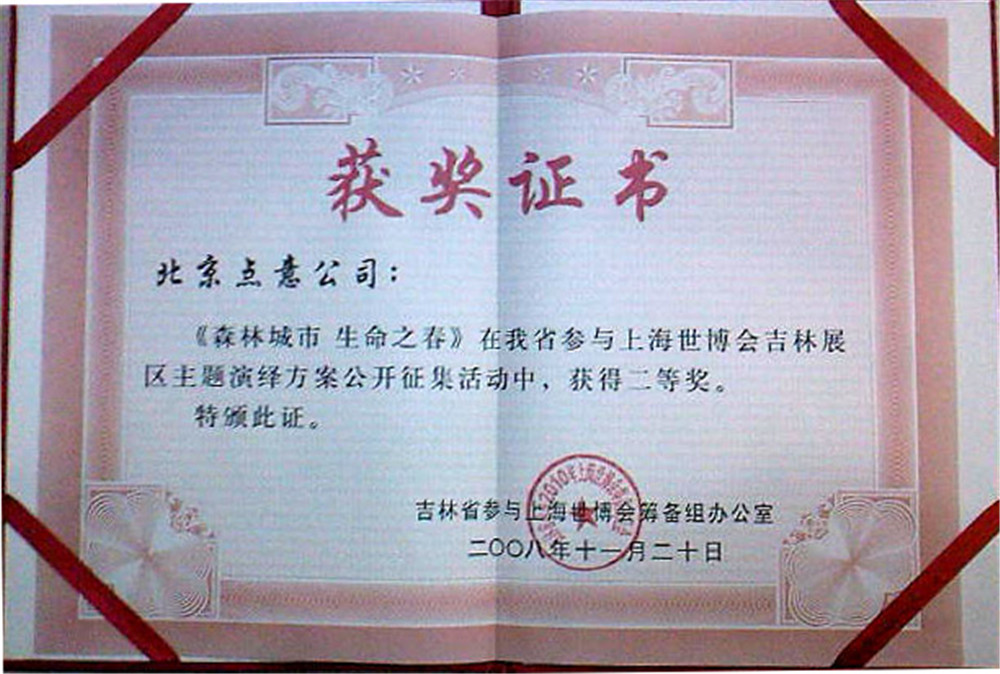 获奖证书
北京点意公司：
《森林城市 生命之春》在我省参与上海世博会吉林展
区主题演绎方案公开征集活动中，获得二等奖。
特颁此证。
吉林省参与上海世博会筹备组办公室
二〇〇八年十一月二十日